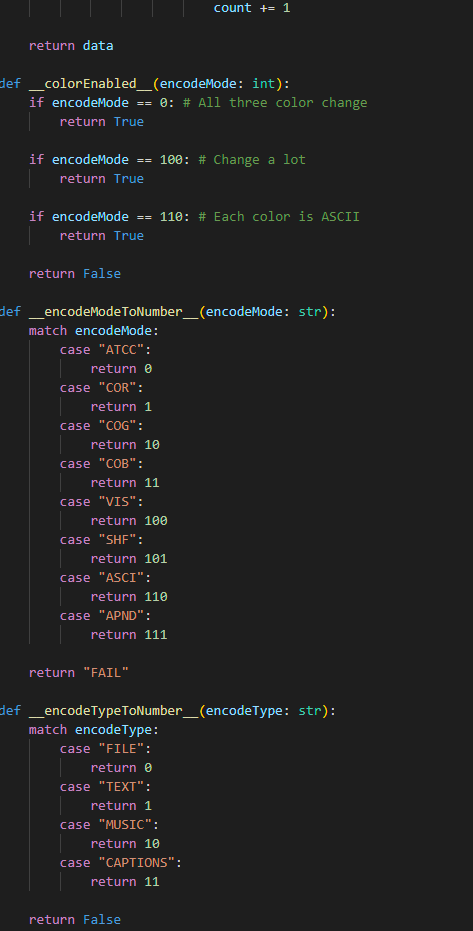 count += 1
return data
def __colorEnabled__(encodeMode: int):
if encodeMode == 0: # All three color change
return True
if encodeMode == 100: # Change a lot
return True
if encodeMode == 110: # Each color is ASCII
return True
return False
def __encodeModeToNumber__(encodeMode: str):
match encodeMode:
case "ATCC":
return 0
case "COR":
return 1
case "COG":
return 10
case "COB":
return 11
case "VIS":
return 100
case "SHF":
return 101
case "ASCI":
return 110
case "APND":
return 111
return "FAIL"
def __encodeTypeToNumber__(encodeType: str):
match encodeType:
case "FILE":
return 0
case "TEXT":
return 1
case "MUSIC":
return 10
case "CAPTIONS":
return 11
return False